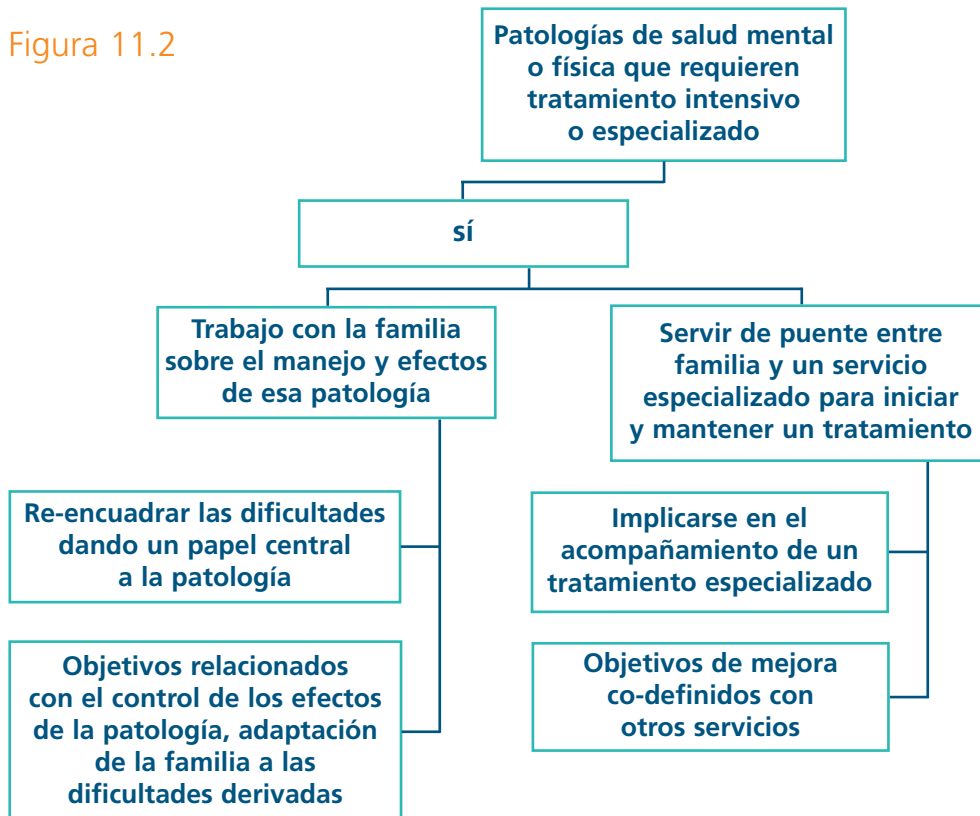 Figura 11.2
Patologías de salud mental
o física que requieren
tratamiento intensivo
o especializado
sí
Trabajo con la familia
sobre el manejo y efectos
de esa patología
Servir de puente entre
familia y un servicio
especializado para iniciar
y mantener un tratamiento
Re-encuadrar las dificultades
dando un papel central
a la patología
Implicarse en el
acompañamiento de un
tratamiento especializado
Objetivos relacionados
con el control de los efectos
de la patología, adaptación
de la familia a las
dificultades derivadas
Objetivos de mejora
co-definidos con
otros servicios